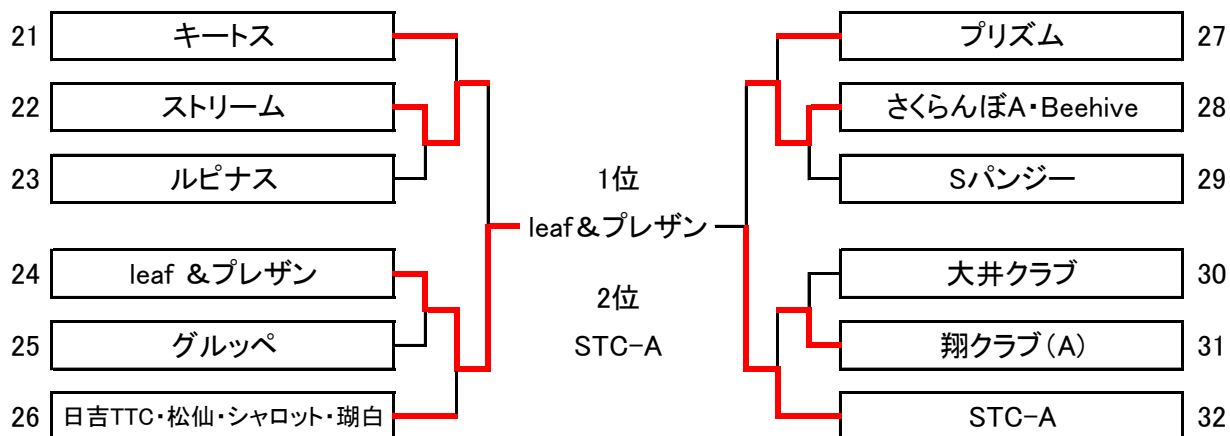 21 キートス
22 ストリーム
23 ルピナス
24 leaf ＆プレザン
25 グルッペ
26 日吉TTC・松仙・シャロット・瑚白
1位
leaf＆プレザン
2位
STC-A
プリズム 27
さくらんぼA・Beehive 28
Sパンジー 29
大井クラブ 30
翔クラブ（A） 31
STC-A 32